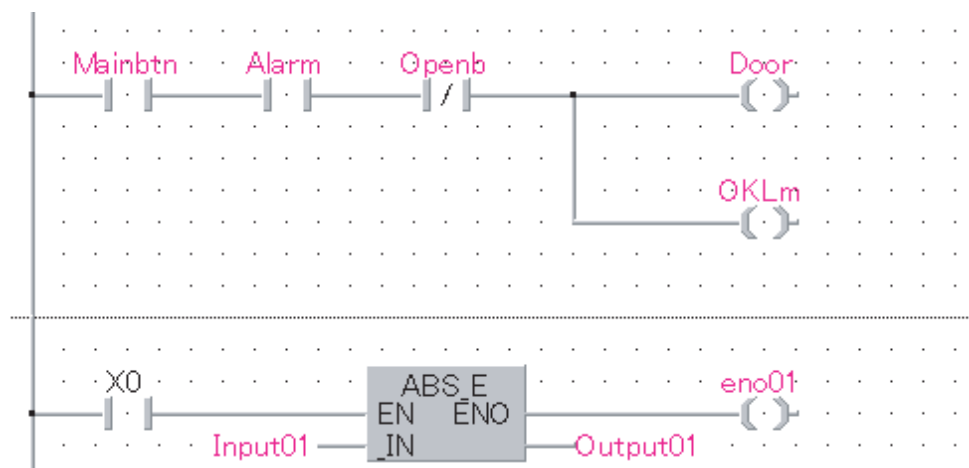 Mainbtn Alarm Openb Door
OKLm
X0 ABS_E eno01
EN ENO
Input01 _IN Output01